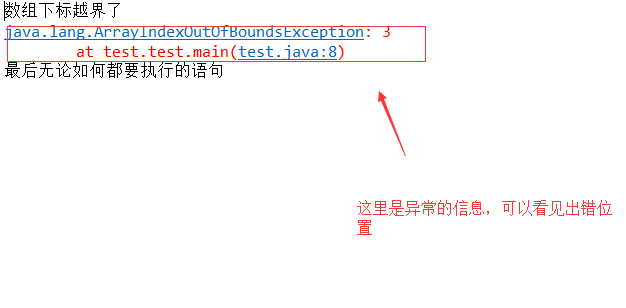 数组下标越界了
java.lang.ArrayIndexOutOfBoundsException: 3
at test.test.main(test.java:8)
最后无论如何都要执行的语句
这里是异常的信息，可以看见出错位
置